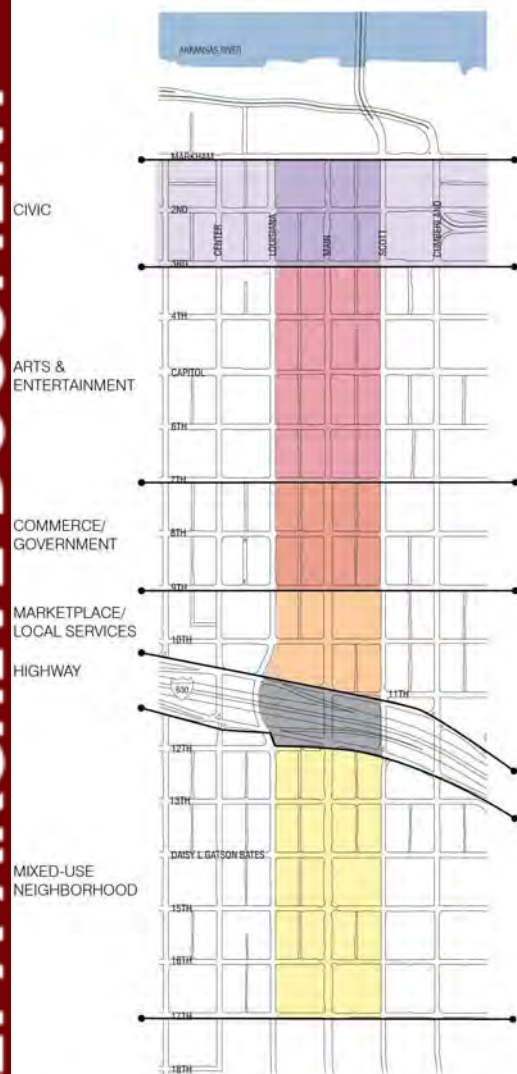 ARKANSAS RIVER
MARKHAM
CIVIC
2ND
CENTER
LOUISIANA
MAIN
SCOTT
CUMBERLAND
3RD
4TH
ARTS &
ENTERTAINMENT
CAPITOL
6TH
7TH
COMMERCE/
GOVERNMENT
8TH
9TH
MARKETPLACE/
LOCAL SERVICES
10TH
HIGHWAY
630
11TH
12TH
13TH
DAISY L GATSON BATES
MIXED-USE
NEIGHBORHOOD
15TH
16TH
17TH
18TH